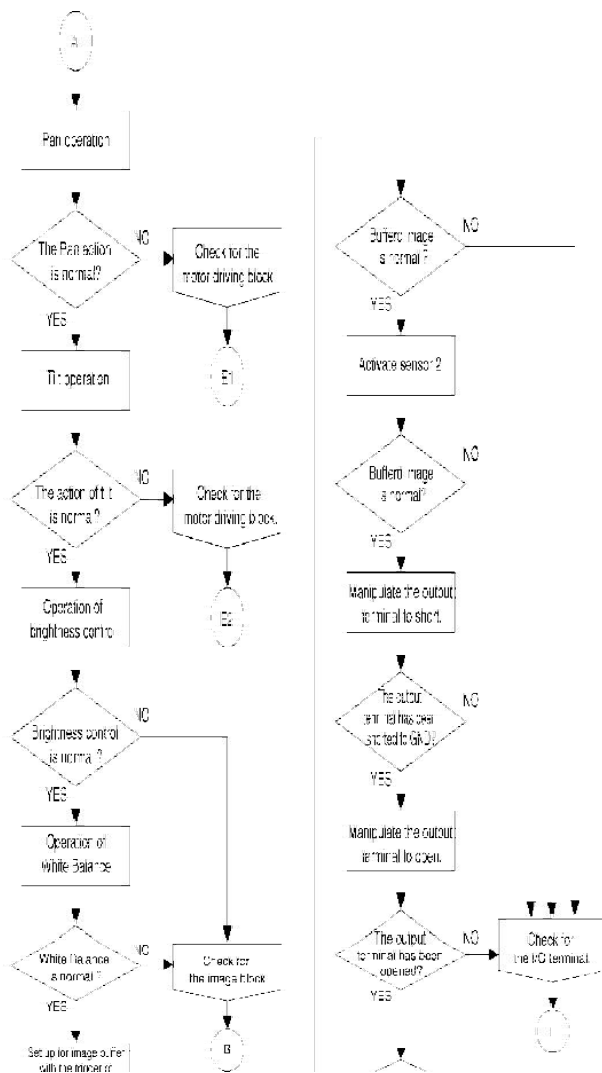 A
Pan operation
The Pan action
is normal?
NO
YES
Check for the
motor driving block
E1
Tilt operation
The action of tilt
is normal?
NO
YES
Check for the
motor driving block.
E2
Operation of
brightness control
Brightness control
is normal?
NO
YES
Operation of
White Balance
White Balance
is normal?
NO
YES
Check for
the image block
B
Set up for image buffer
with the
Bufferd image
is normal?
NO
YES
Activate sensor 2
Bufferd image
is normal?
NO
YES
Manipulate the output
terminal to short.
The output
terminal has been
shorted to GND?
NO
YES
Manipulate the output
terminal to open.
The output
terminal has been
opened?
NO
YES
Check for
the I/O terminal.